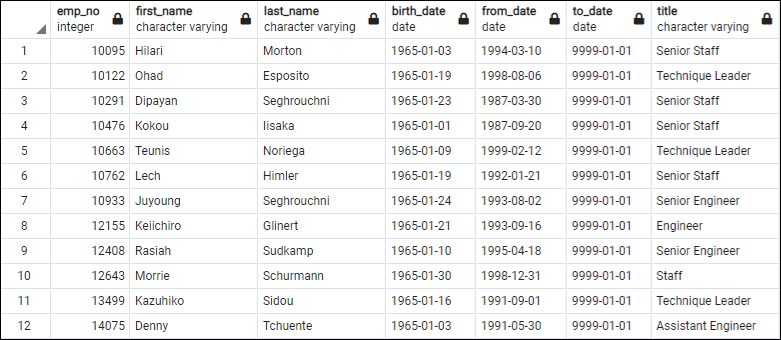 emp_no first_name last_name birth_date from_date to_date title
integer character varying character varying date date date character varying
1 10095 Hilari Morton 1965-01-03 1994-03-10 9999-01-01 Senior Staff
2 10122 Ohad Esposito 1965-01-19 1998-08-06 9999-01-01 Technique Leader
3 10291 Dipayan Seghrouchni 1965-01-23 1987-03-30 9999-01-01 Senior Staff
4 10476 Kokou Iisaka 1965-01-01 1987-09-20 9999-01-01 Senior Staff
5 10663 Teunis Noriega 1965-01-09 1999-02-12 9999-01-01 Technique Leader
6 10762 Lech Himler 1965-01-19 1992-01-21 9999-01-01 Senior Staff
7 10933 Juyoung Seghrouchni 1965-01-24 1993-08-02 9999-01-01 Senior Engineer
8 12155 Keiichiro Glinert 1965-01-21 1993-09-16 9999-01-01 Engineer
9 12408 Rasiah Sudkamp 1965-01-10 1995-04-18 9999-01-01 Senior Engineer
10 12643 Morrie Schurmann 1965-01-30 1998-12-31 9999-01-01 Staff
11 13499 Kazuhiko Sidou 1965-01-16 1991-09-01 9999-01-01 Technique Leader
12 14075 Denny Tchuente 1965-01-03 1991-05-30 9999-01-01 Assistant Engineer